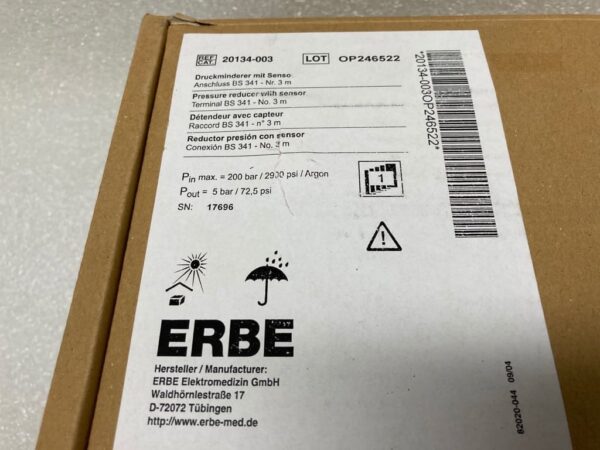 REF
CAT
20134-003
LOT
OP246522
Druckminderer mit Senso
Anschluss BS 341 - Nr. 3 m
Pressure reducer with sensor
Terminal BS 341 - No. 3 m
Détendeur avec capteur
Raccord BS 341 - n° 3 m
Reductor presión con sensor
Conexión BS 341 - No. 3 m
Pin max. = 200 bar / 2900 psi / Argon
Pout = 5 bar / 72,5 psi
SN: 17696
1
*20134-003OP246522*
ERBE
Hersteller / Manufacturer:
ERBE Elektromedizin GmbH
Waldhörnlestraße 17
D-72072 Tübingen
http://www.erbe-med.de
82020-044 09/04